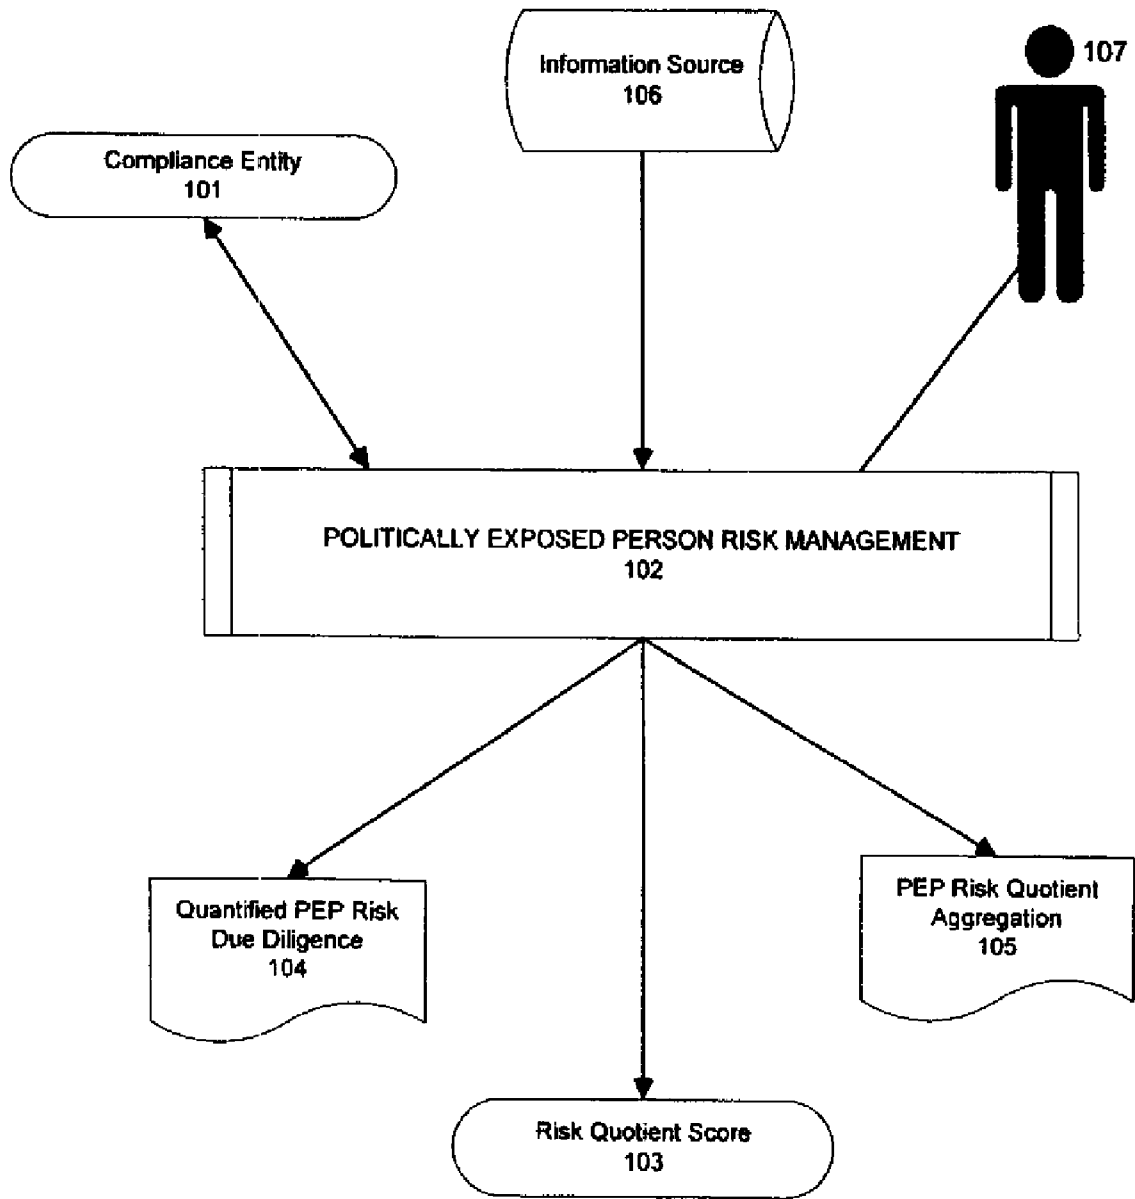 Information Source
106
107
Compliance Entity
101
POLITICALLY EXPOSED PERSON RISK MANAGEMENT
102
Quantified PEP Risk
Due Diligence
104
PEP Risk Quotient
Aggregation
105
Risk Quotient Score
103